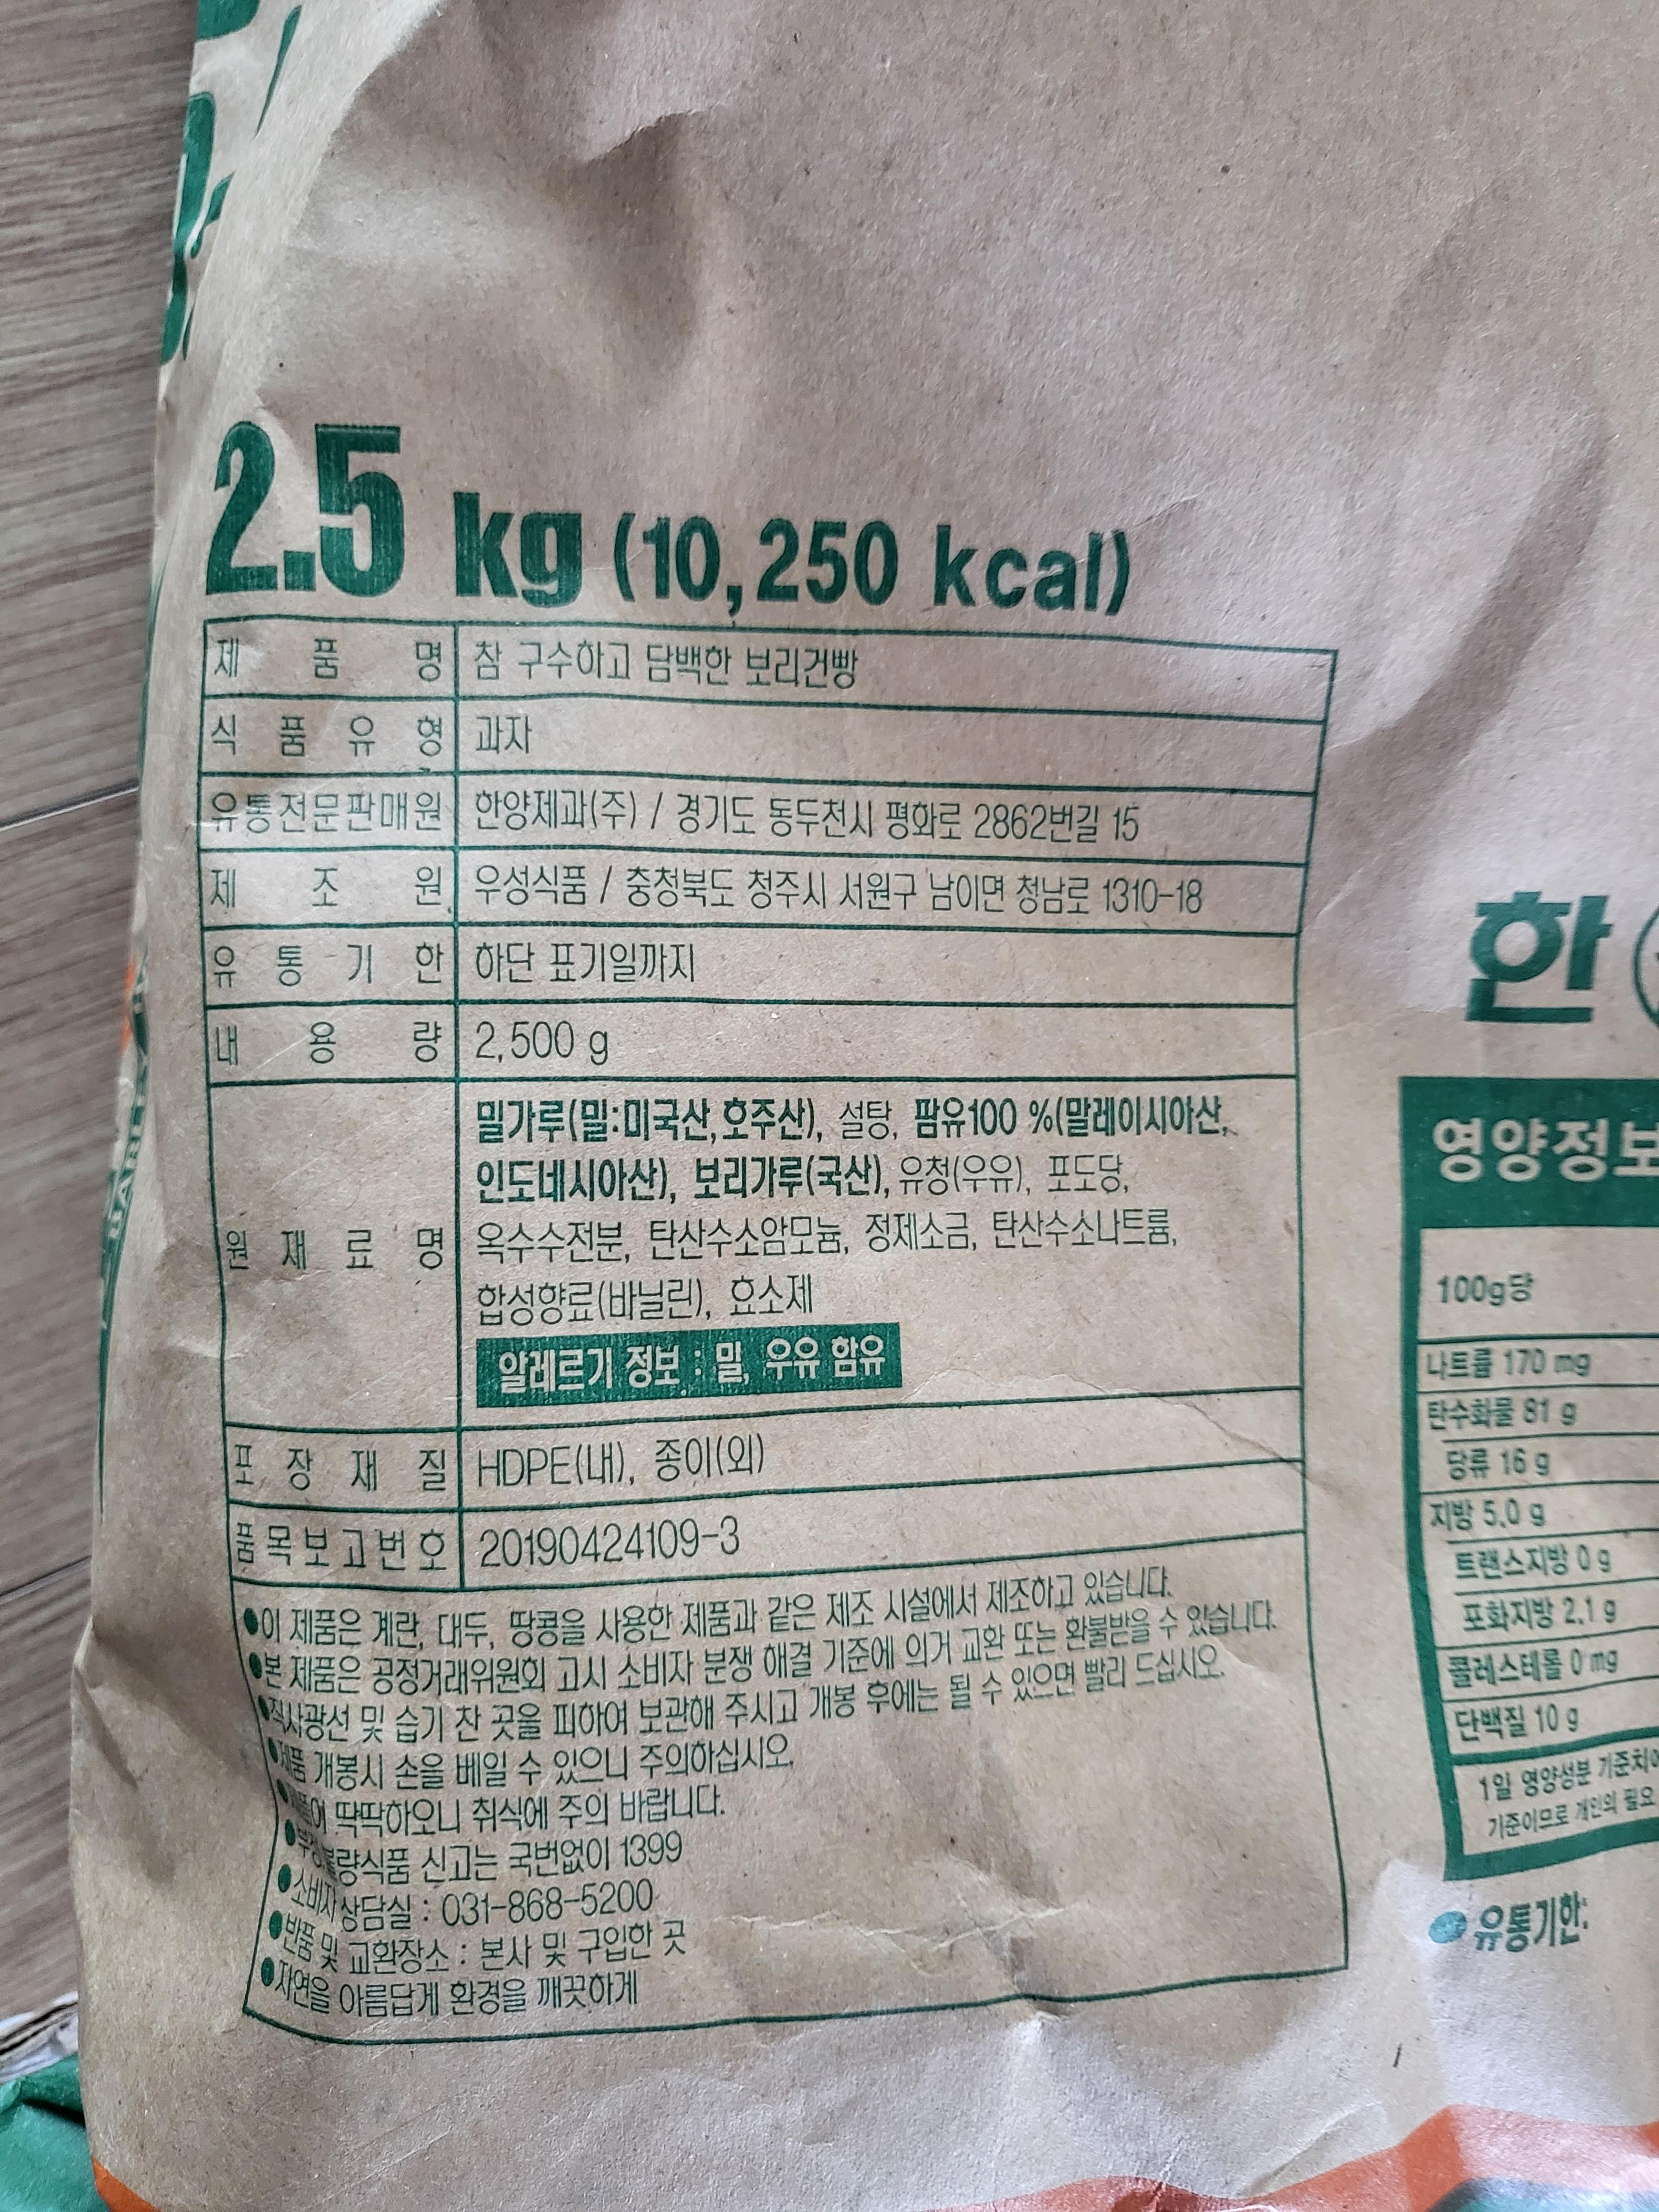 2.5 kg (10,250 kcal)
제 품 명 참 구수하고 담백한 보리건빵
식 품 유 형 과자
유통전문판매원 한양제과(주) / 경기도 동두천시 평화로 2862번길 15
제 조 원 우성식품 / 충청북도 청주시 서원구 남이면 청남로 1310-18
유 통 기 한 하단 표기일까지
내 용 량 2,500 g
원 재 료 명
밀가루(밀:미국산,호주산), 설탕, 팜유100 %(말레이시아산,
인도네시아산), 보리가루(국산), 유청(우유), 포도당,
옥수수전분, 탄산수소암모늄, 정제소금, 탄산수소나트륨,
합성향료(바닐린), 효소제
알레르기 정보 : 밀, 우유 함유
포 장 재 질 HDPE(내), 종이(외)
품목보고번호 20190424109-3
●이 제품은 계란, 대두, 땅콩을 사용한 제품과 같은 제조 시설에서 제조하고 있습니다.
●본 제품은 공정거래위원회 고시 소비자 분쟁 해결 기준에 의거 교환 또는 환불받을 수 있습니다.
●직사광선 및 습기 찬 곳을 피하여 보관해 주시고 개봉 후에는 될 수 있으면 빨리 드십시오.
●제품 개봉시 손을 베일 수 있으니 주의하십시오.
● 딱딱하오니 취식에 주의 바랍니다.
●부정불량식품 신고는 국번없이 1399
●소비자상담실 : 031-868-5200
●반품 및 교환장소 : 본사 및 구입한 곳
●자연을 아름답게 환경을 깨끗하게
한
영양정보
100g당
나트륨 170 mg
탄수화물 81 g
당류 16 g
지방 5.0 g
트랜스지방 0 g
포화지방 2.1 g
콜레스테롤 0 mg
단백질 10 g
1일 영양성분 기준치에
기준이므로 개인의 필요
●유통기한: